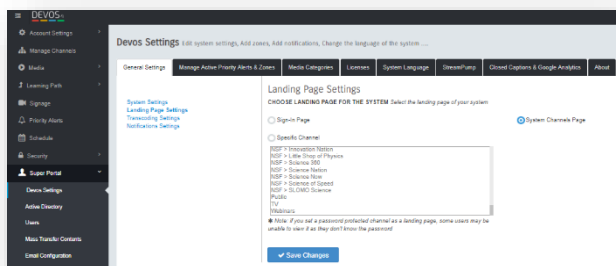 DEVOS
Account Settings
Manage Channels
Media
Learning Path
Signage
Priority Alerts
Schedule
Security
Super Portal
Devos Settings
Active Directory
Users
Mass Transfer Contents
Email Configuration
Devos Settings Edit system settings, Add zones, Add notifications, Change the language of the system ....
General Settings
Manage Active Priority Alerts & Zones
Media Categories
Licenses
System Language
StreamPump
Closed Captions & Google Analytics
About
System Settings
Landing Page Settings
Transcoding Settings
Notifications Settings
Landing Page Settings
CHOOSE LANDING PAGE FOR THE SYSTEM Select the landing page of your system
Sign-In Page
System Channels Page
Specific Channel
NSF > Innovation Nation
NSF > Little Shop of Physics
NSF > Science 360
NSF > Science Nation
NSF > Science Now
NSF > Science of Speed
NSF > SLOMO Science
Public
TV
Webinars
* Note: If you set a password protected channel as a landing page, some users may be
unable to view it as they don't know the password
Save Changes